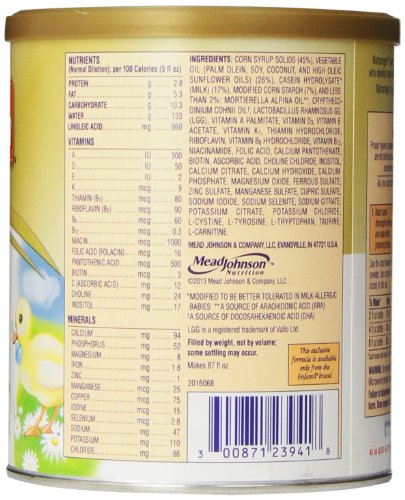 NUTRIENTS
(Normal Dilution); per 100 Calories (5 fl oz)
PROTEIN g 2.8
FAT g 5.3
CARBOHYDRATE g 10.3
WATER g 133
LINOLEIC ACID mg 860
VITAMINS
A IU 300
D IU 50
E IU 2
K mcg 9
THIAMIN (B1) mcg 80
RIBOFLAVIN (B2) mcg 90
B6 mcg 60
B12 mcg 0.3
NIACIN mcg 1000
FOLIC ACID (FOLACIN) mcg 16
PANTOTHENIC ACID mcg 500
BIOTIN mcg 3
C (ASCORBIC ACID) mg 12
CHOLINE mg 24
INOSITOL mg 17
MINERALS
CALCIUM mg 94
PHOSPHORUS mg 52
MAGNESIUM mg 8
IRON mg 1.8
ZINC mg 1
MANGANESE mcg 25
COPPER mcg 75
IODINE mcg 15
SELENIUM mcg 2.8
SODIUM mg 47
POTASSIUM mg 110
CHLORIDE mg 86
INGREDIENTS: CORN SYRUP SOLIDS (45%), VEGETABLE
OIL (PALM OLEIN, SOY, COCONUT, AND HIGH OLEIC
SUNFLOWER OILS) (26%), CASEIN HYDROLYSATE*
(MILK) (17%), MODIFIED CORN STARCH (7%), AND LESS
THAN 2%: MORTIERELLA ALPINA OIL**, CRYPTHECO-
DINIUM COHNII OIL‡, LACTOBACILLUS RHAMNOSUS GG
(LGG), VITAMIN A PALMITATE, VITAMIN D3, VITAMIN E
ACETATE, VITAMIN K1, THIAMIN HYDROCHLORIDE,
RIBOFLAVIN, VITAMIN B6 HYDROCHLORIDE, VITAMIN B12
NIACINAMIDE, FOLIC ACID, CALCIUM PANTOTHENATE,
BIOTIN, ASCORBIC ACID, CHOLINE CHLORIDE, INOSITOL,
CALCIUM CITRATE, CALCIUM HYDROXIDE, CALCIUM
PHOSPHATE, MAGNESIUM OXIDE, FERROUS SULFATE,
ZINC SULFATE, MANGANESE SULFATE, CUPRIC SULFATE,
SODIUM IODIDE, SODIUM SELENITE, SODIUM CITRATE,
POTASSIUM CITRATE, POTASSIUM CHLORIDE,
L-CYSTINE, L-TYROSINE, L-TRYPTOPHAN, TAURINE,
L-CARNITINE.
MEAD JOHNSON & COMPANY, LLC, EVANSVILLE, IN 47721 U.S.A.
MeadJohnson
Nutrition
©2013 Mead Johnson & Company, LLC
*MODIFIED TO BE BETTER TOLERATED IN MILK-ALLERGIC
BABIES **A SOURCE OF ARACHIDONIC ACID (ARA)
‡A SOURCE OF DOCOSAHEXAENOIC ACID (DHA)
LGG is a registered trademark of Valio Ltd.
Filled by weight, not by volume;
some settling may occur.
Makes 87 fl oz
2016068
This exclusive
formula is available
only from the
Enfamil® brand
3 00871 23941 8